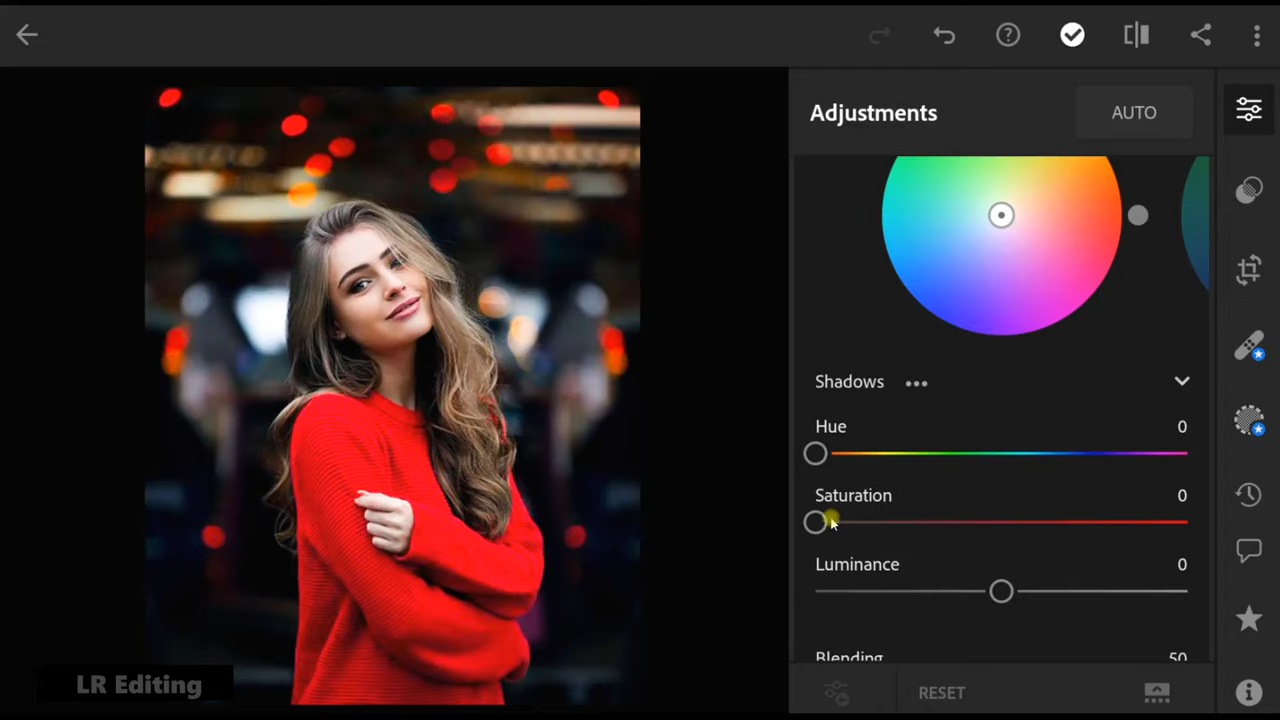 Adjustments
AUTO
Shadows
Hue 0
Saturation 0
Luminance 0
Blending 50
RESET
LR Editing